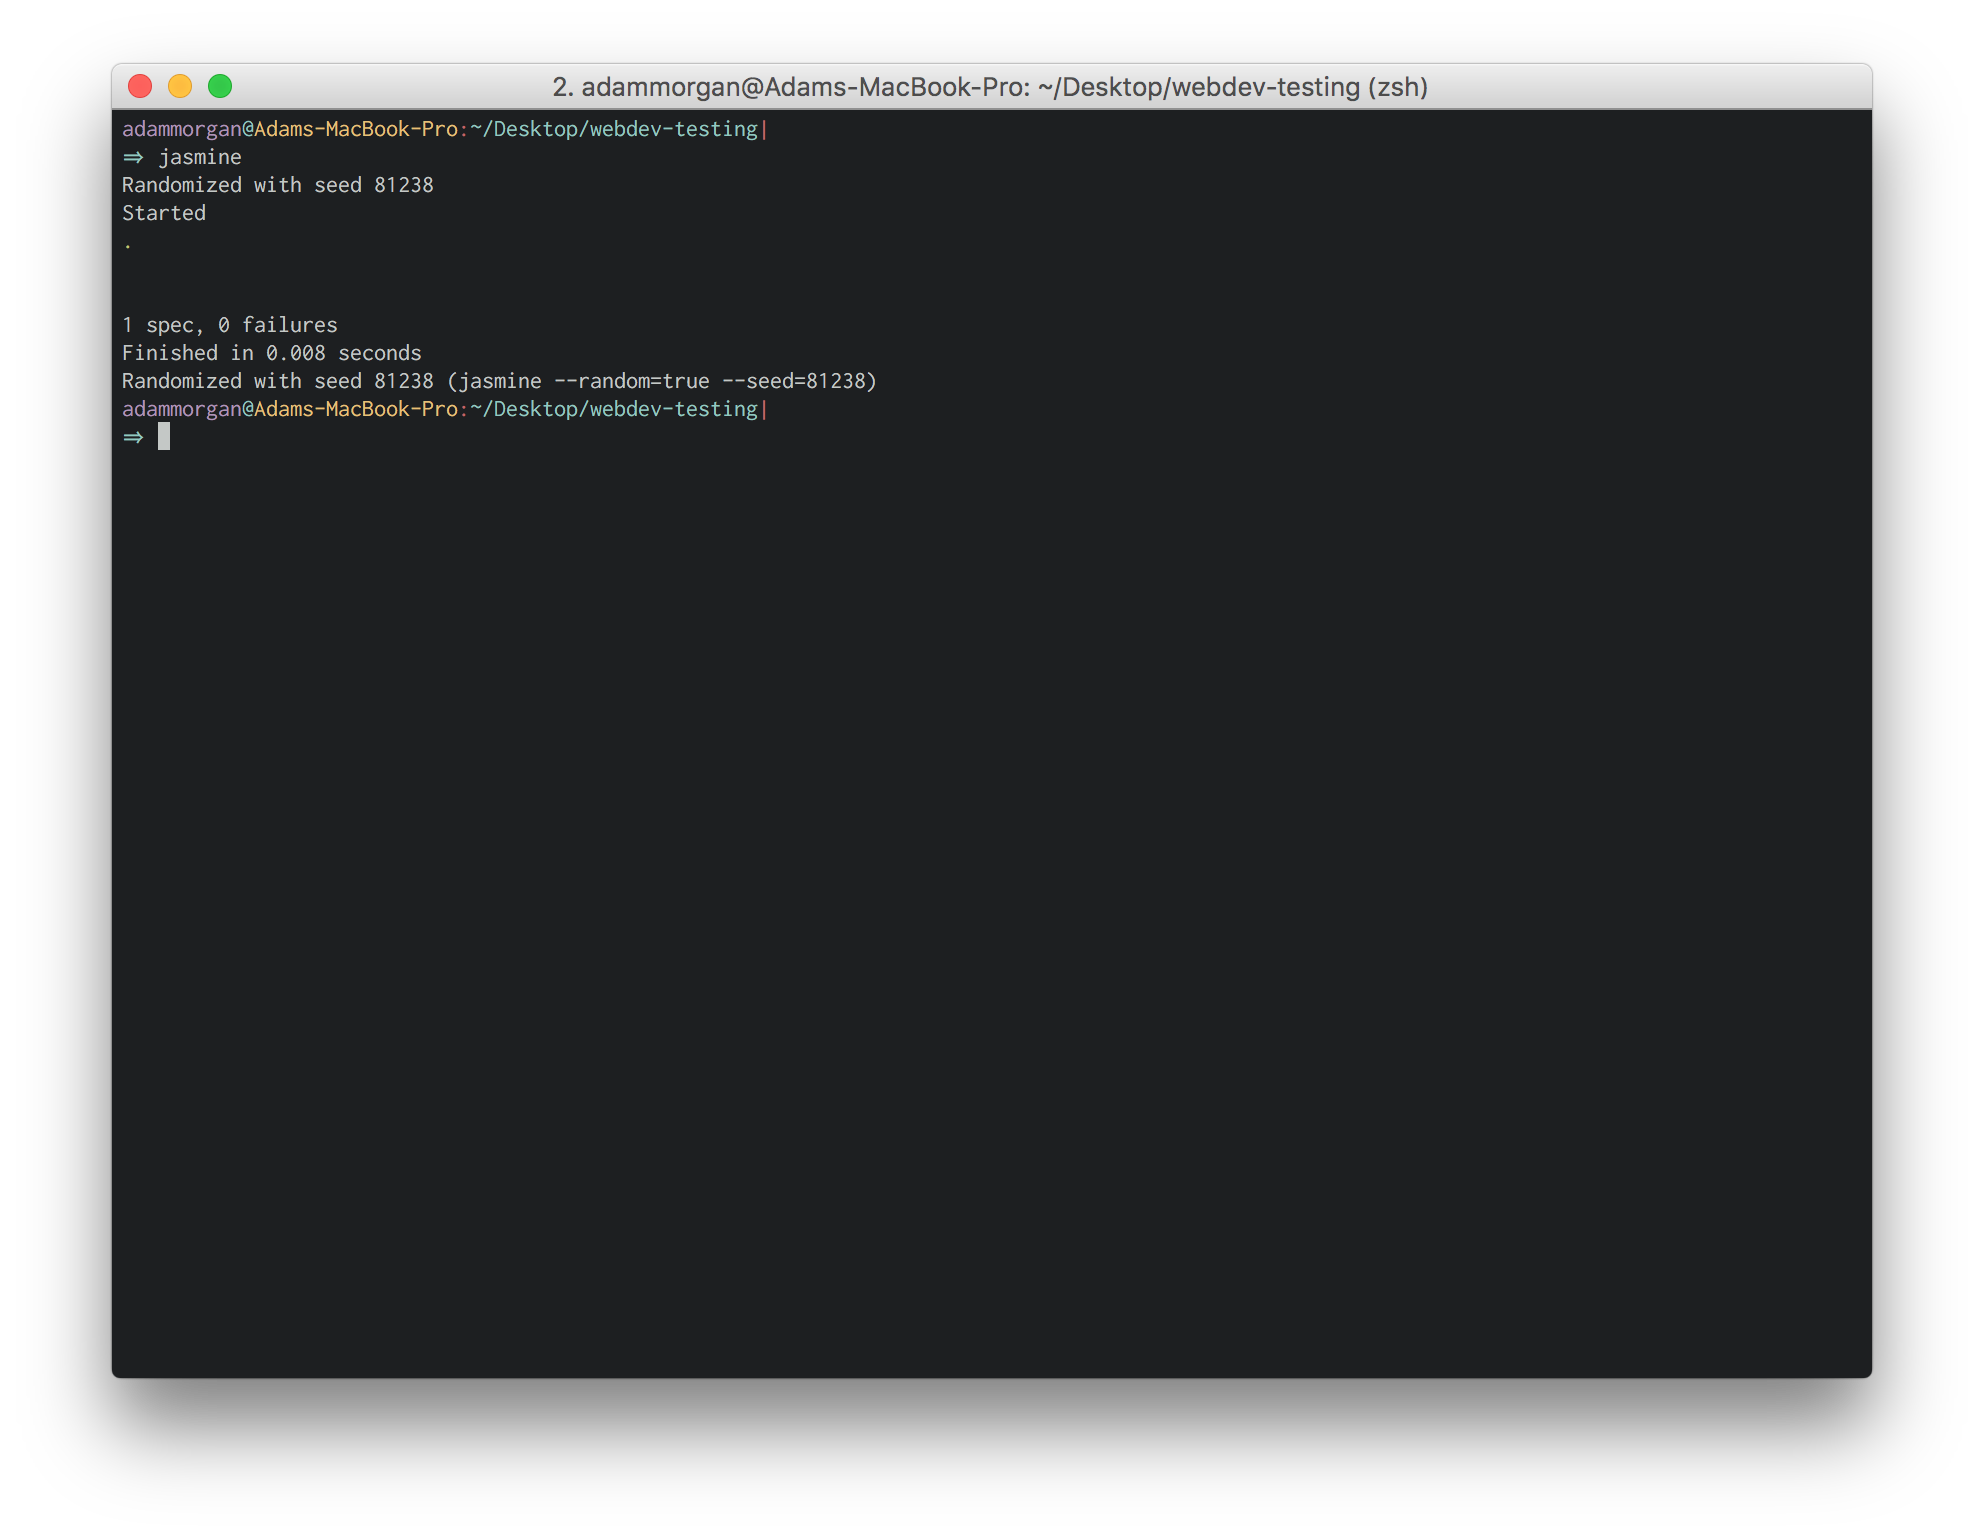 2. adammorgan@Adams-MacBook-Pro: ~/Desktop/webdev-testing (zsh)
adammorgan@Adams-MacBook-Pro:~/Desktop/webdev-testing|
⇒ jasmine
Randomized with seed 81238
Started
.
1 spec, 0 failures
Finished in 0.008 seconds
Randomized with seed 81238 (jasmine --random=true --seed=81238)
adammorgan@Adams-MacBook-Pro:~/Desktop/webdev-testing|
⇒